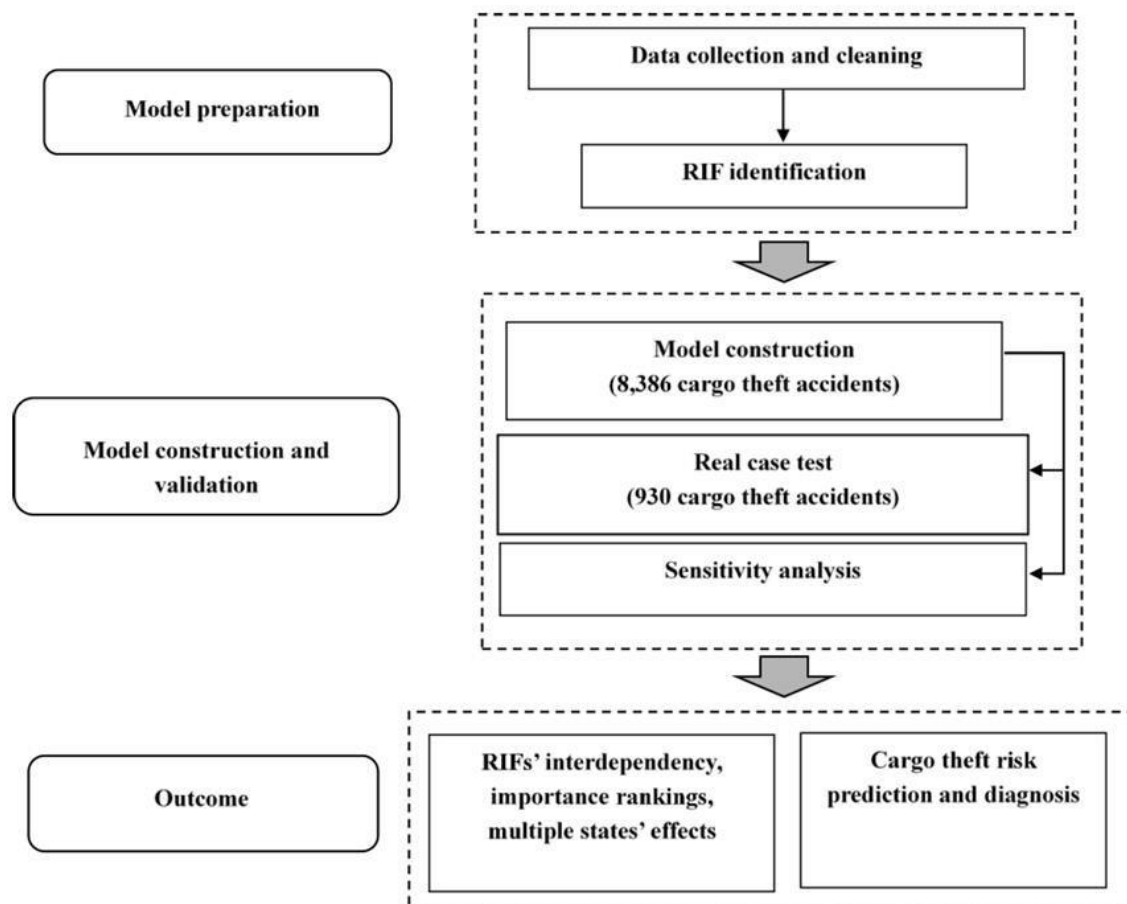 Data collection and cleaning
Model preparation
RIF identification
Model construction
(8,386 cargo theft accidents)
Model construction and
validation
Real case test
(930 cargo theft accidents)
Sensitivity analysis
Outcome
RIFs' interdependency,
importance rankings,
multiple states' effects
Cargo theft risk
prediction and diagnosis